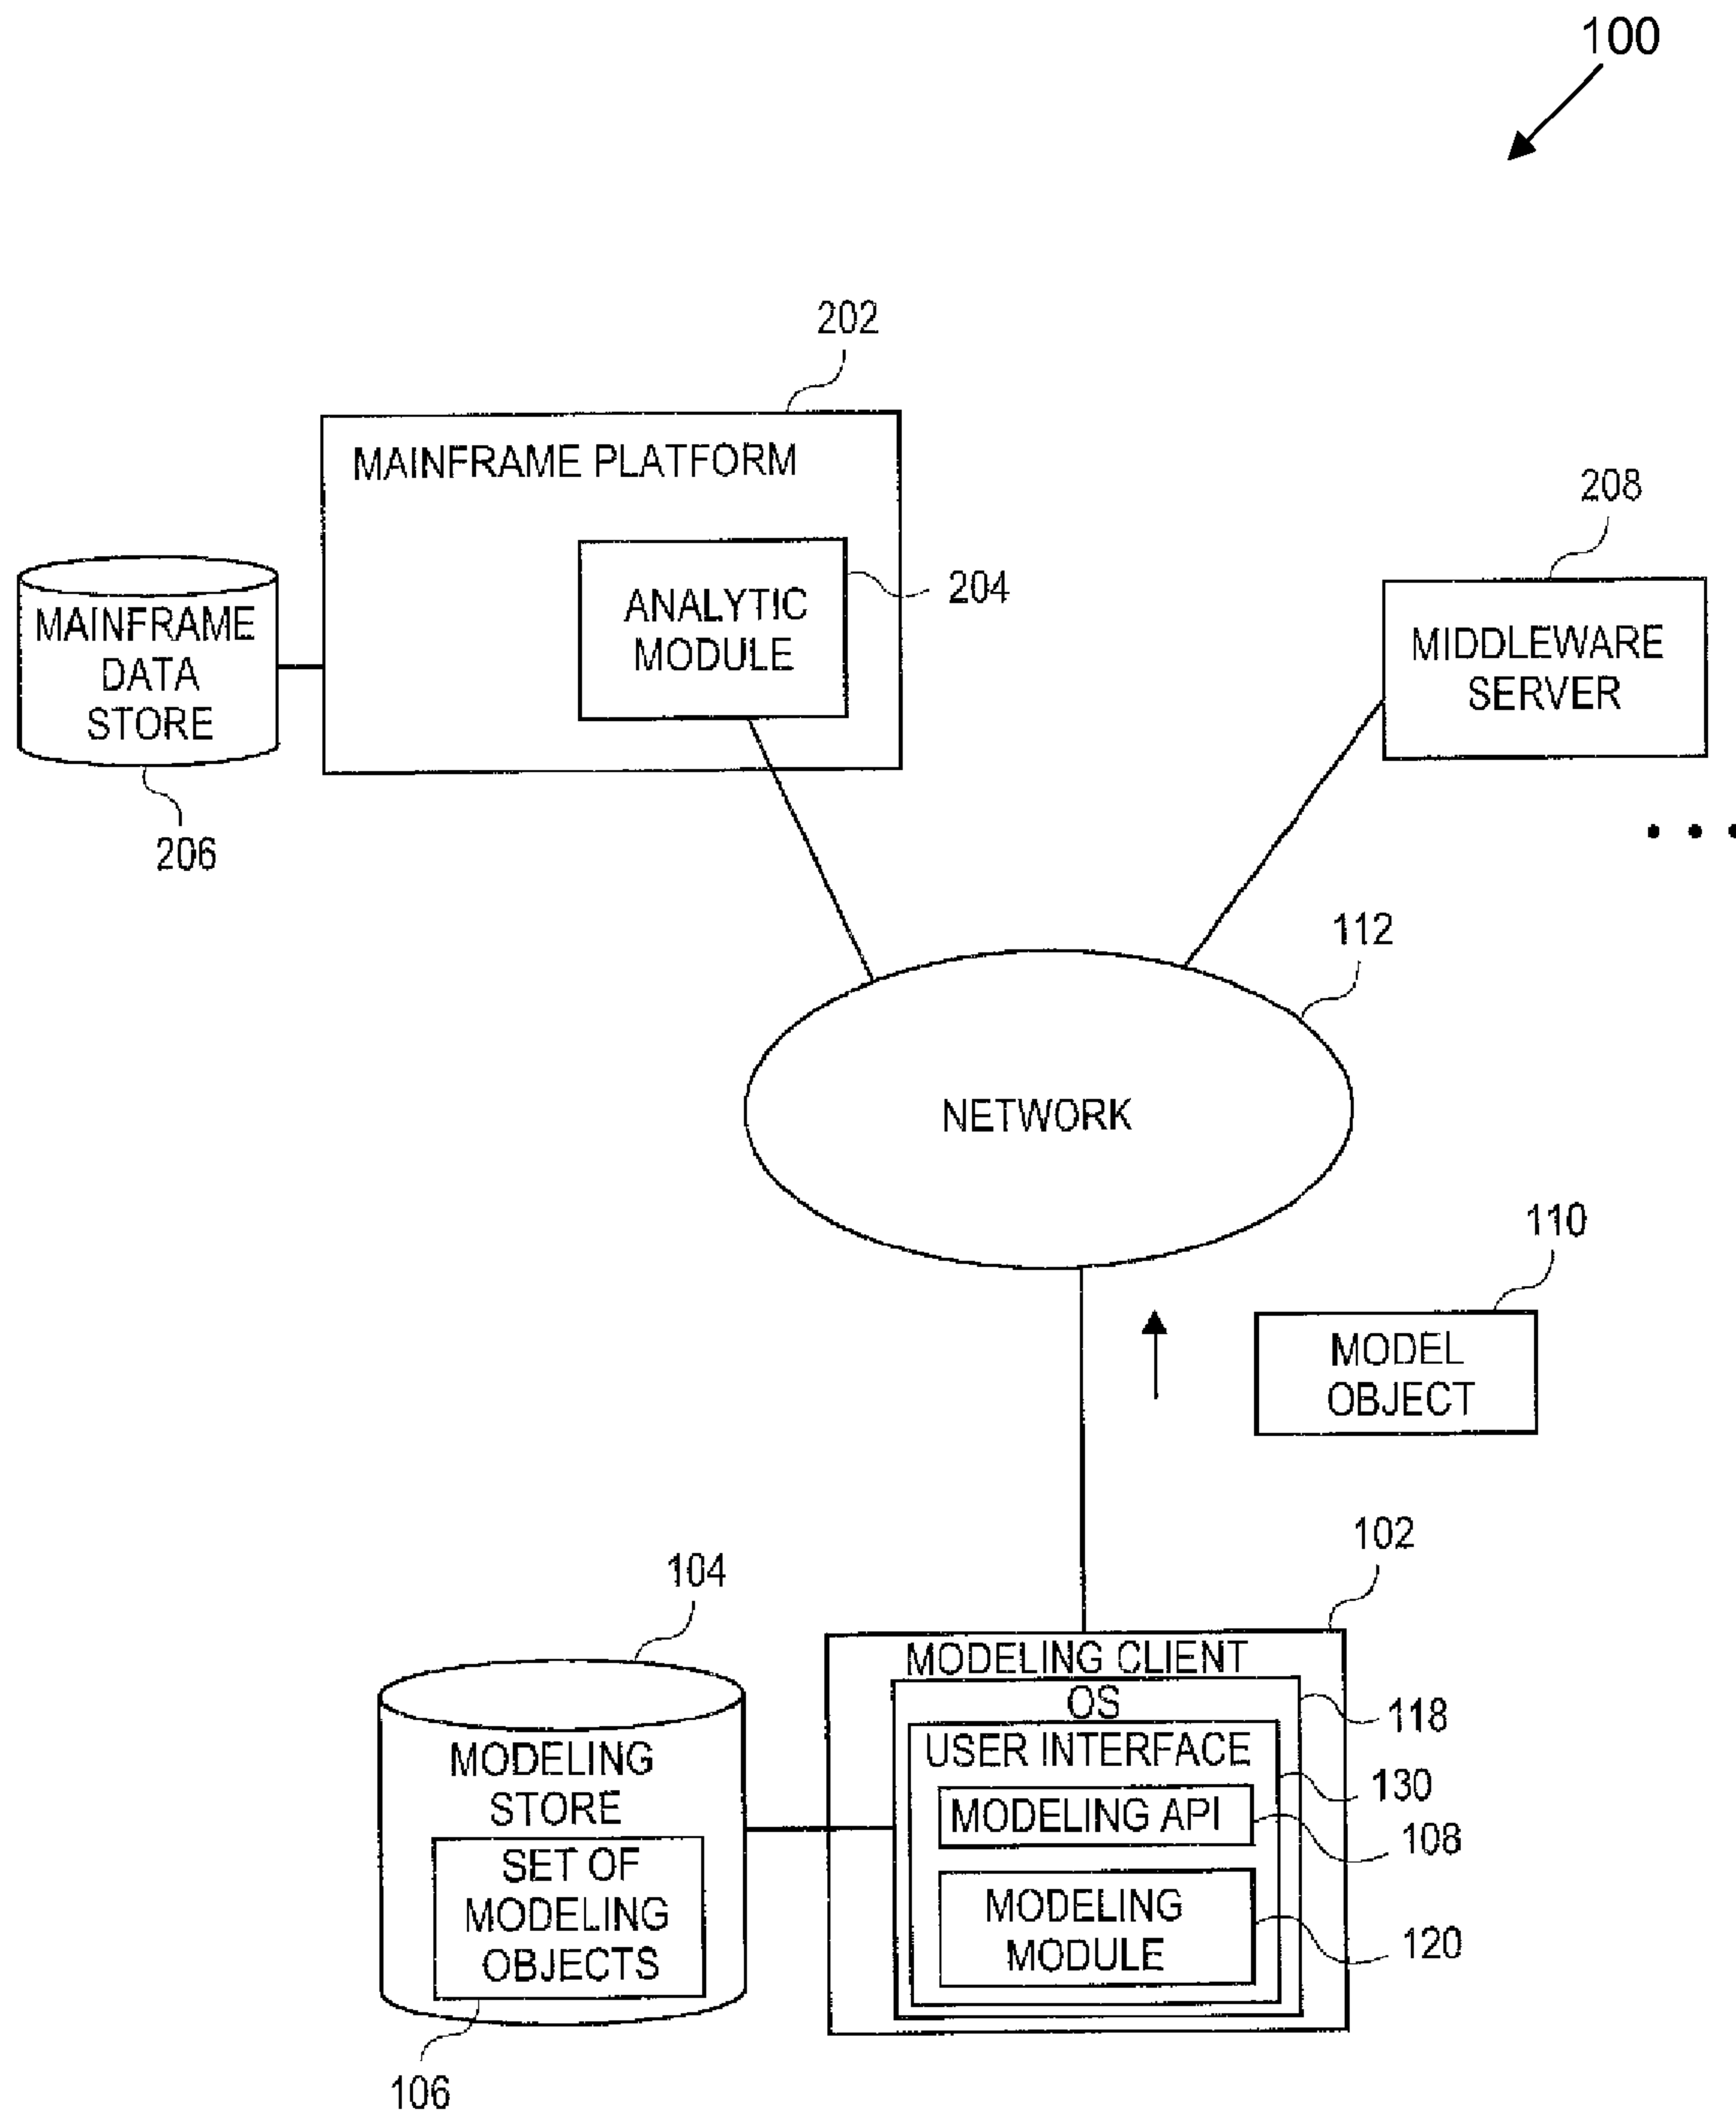 100
202
MAINFRAME PLATFORM
208
ANALYTIC
MODULE
204
MAINFRAME
DATA
STORE
MIDDLEWARE
SERVER
206
112
NETWORK
110
MODEL
OBJECT
102
104
MODELING CLIENT
OS
118
USER INTERFACE
130
MODELING
STORE
MODELING API
108
SET OF
MODELING
OBJECTS
MODELING
MODULE
120
106